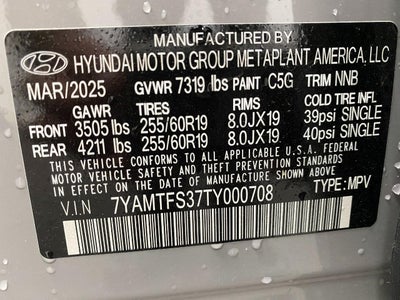 MANUFACTURED BY
HYUNDAI MOTOR GROUP METAPLANT AMERICA, LLC
MAR/2025 GVWR 7319 lbs PAINT C5G TRIM NNB
GAWR TIRES RIMS COLD TIRE INFL
FRONT 3505 lbs 255/60R19 8.0JX19 39psi SINGLE
REAR 4211 lbs 255/60R19 8.0JX19 40psi SINGLE
THIS VEHICLE CONFORMS TO ALL APPLICABLE U.S.A. FEDERAL
MOTOR VEHICLE SAFETY AND THEFT PREVENTION STANDARDS
IN EFFECT ON THE DATE OF MANUFACTURE SHOWN ABOVE.
V.I.N 7YAMTFS37TY000708 TYPE:MPV